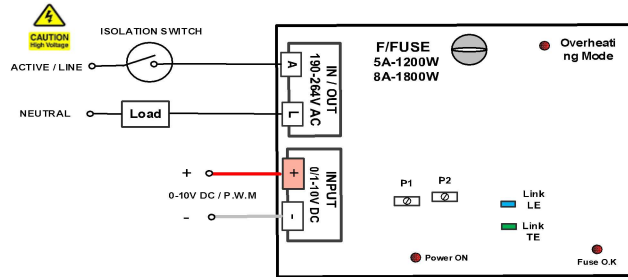 CAUTION
High Voltage
ISOLATION SWITCH
ACTIVE / LINE
NEUTRAL
Load
A
L
IN / OUT
190-264V AC
F/FUSE
5A-1200W
8A-1800W
Overheati
ng Mode
+
0-10V DC / P.W.M
-
+
-
INPUT
0/1-10V DC
P1
P2
Link
LE
Link
TE
Power ON
Fuse O.K